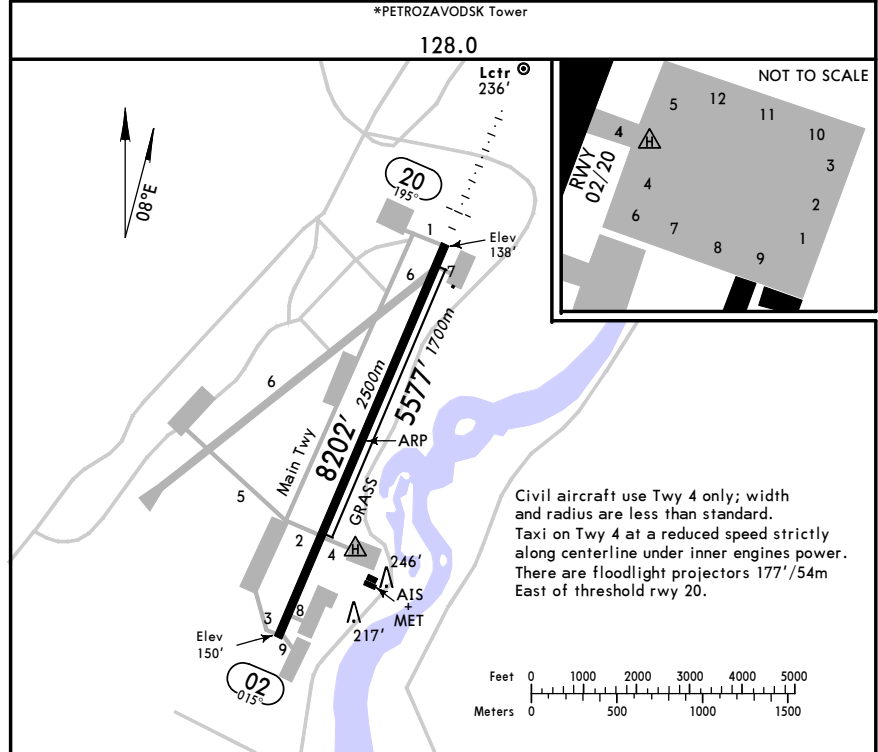 *PETROZAVODSK Tower
128.0
Lctr
236'
NOT TO SCALE
5
12
11
10
3
2
1
4
4
H
RWY
02/20
6
7
8
9
08°E
20
195°
1
Elev
138'
7
6
6
5
Main Twy
8202' 2500m
5577' 1700m
ARP
GRASS
2
4
H
246'
AIS
+
MET
217'
3
8
9
Elev
150'
02
015°
Civil aircraft use Twy 4 only; width
and radius are less than standard.
Taxi on Twy 4 at a reduced speed strictly
along centerline under inner engines power.
There are floodlight projectors 177'/54m
East of threshold rwy 20.
Feet 0 1000 2000 3000 4000 5000
Meters 0 500 1000 1500